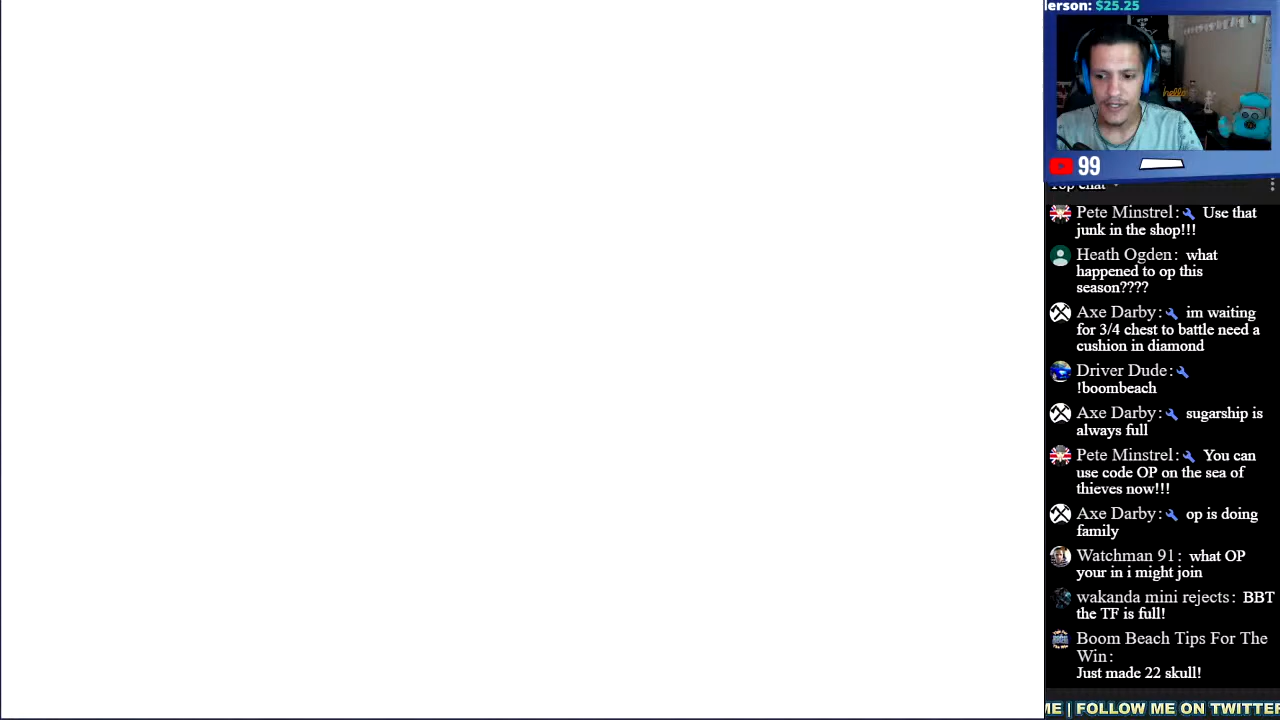 lerson: $25.25
hello
99
Top chat
Pete Minstrel: Use that
junk in the shop!!!
Heath Ogden: what
happened to op this
season????
Axe Darby: im waiting
for 3/4 chest to battle need a
cushion in diamond
Driver Dude:
!boombeach
Axe Darby: sugarship is
always full
Pete Minstrel: You can
use code OP on the sea of
thieves now!!!
Axe Darby: op is doing
family
Watchman 91: what OP
your in i might join
wakanda mini rejects: BBT
the TF is full!
Boom Beach Tips For The
Win:
Just made 22 skull!
ME | FOLLOW ME ON TWITTER